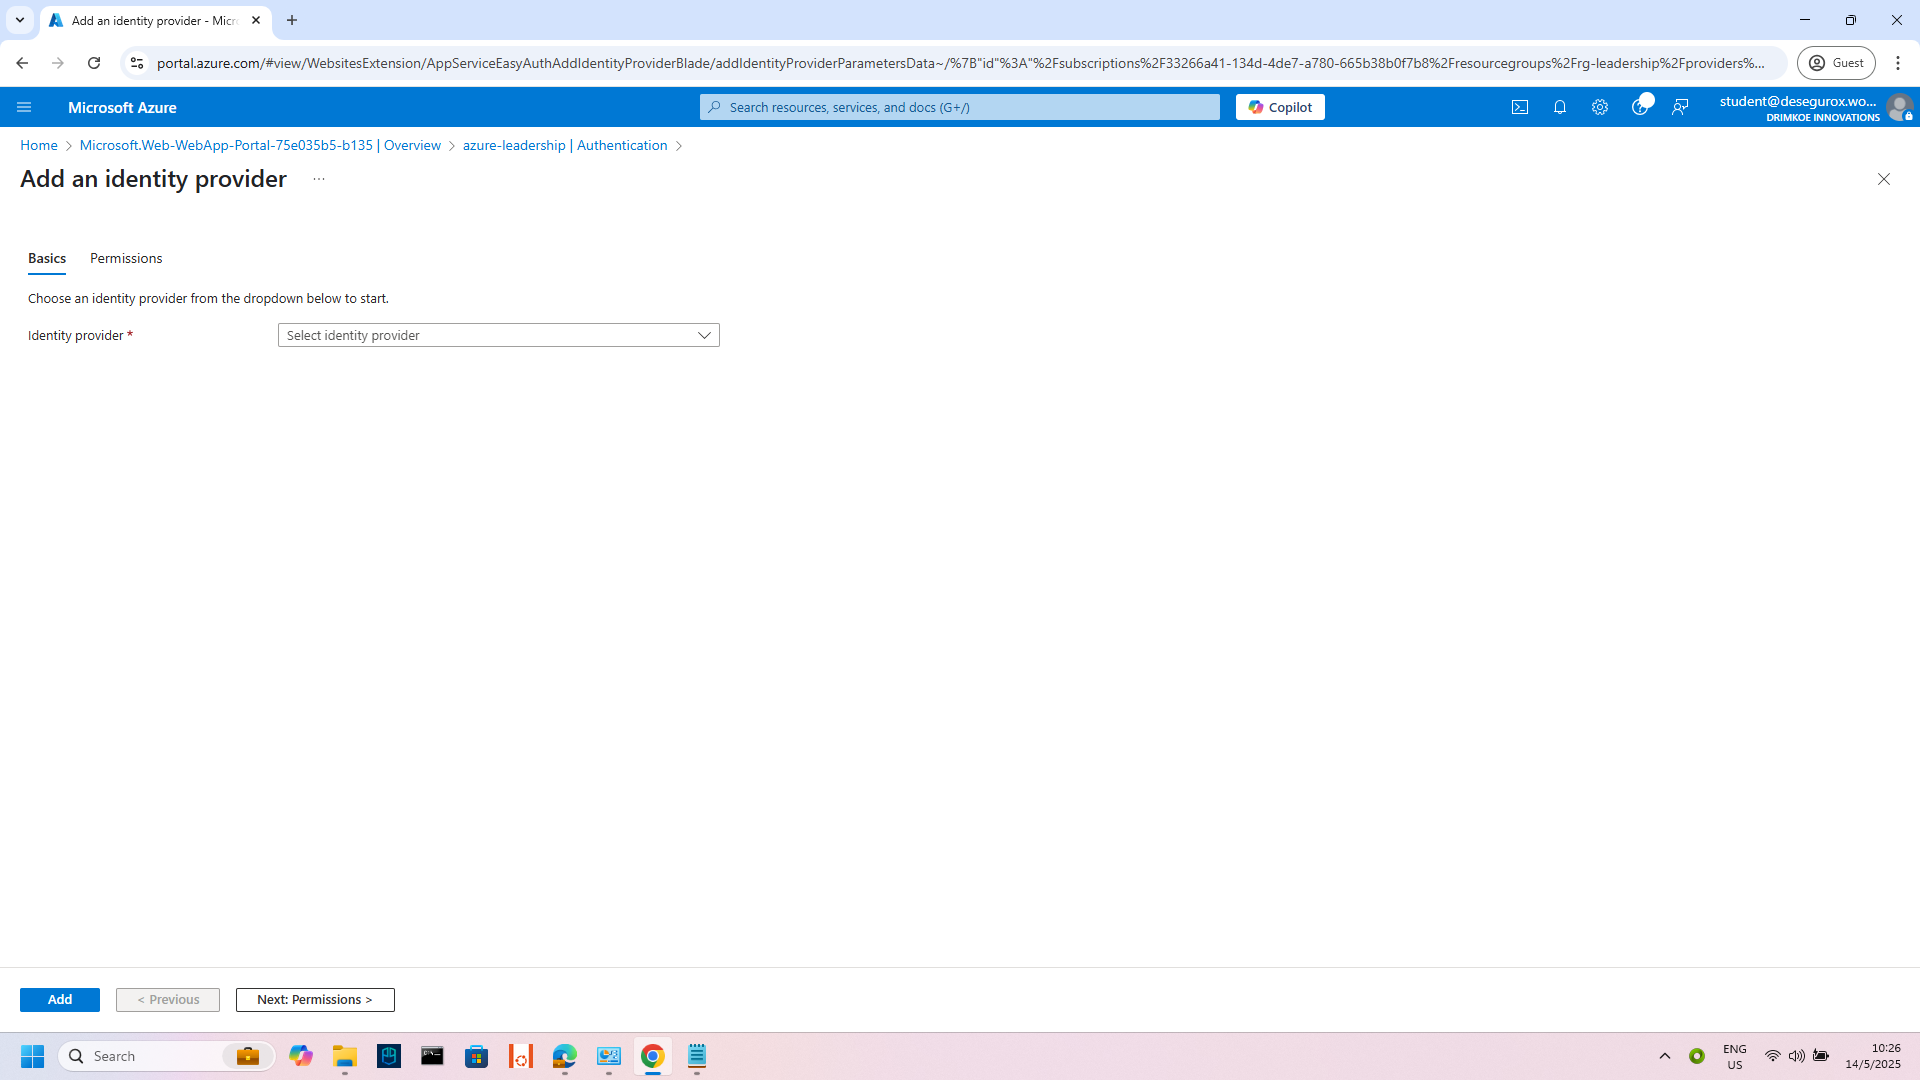 Add an identity provider - Micr
portal.azure.com/#view/WebsitesExtension/AppServiceEasyAuthAddIdentityProviderBlade/addIdentityProviderParametersData~/%7B"id"%3A"%2Fsubscriptions%2F33266a41-134d-4de7-a780-665b38b0f7b8%2Fresourcegroups%2Frg-leadership%2Fproviders%...
Guest
Microsoft Azure
Search resources, services, and docs (G+/)
Copilot
student@desegurox.wo...
DRIMKOE INNOVATIONS
Home > Microsoft.Web-WebApp-Portal-75e035b5-b135 | Overview > azure-leadership | Authentication >
Add an identity provider ...
Basics Permissions
Choose an identity provider from the dropdown below to start.
Identity provider * Select identity provider
Add < Previous Next: Permissions >
Search
ENG
US
10:26
14/5/2025